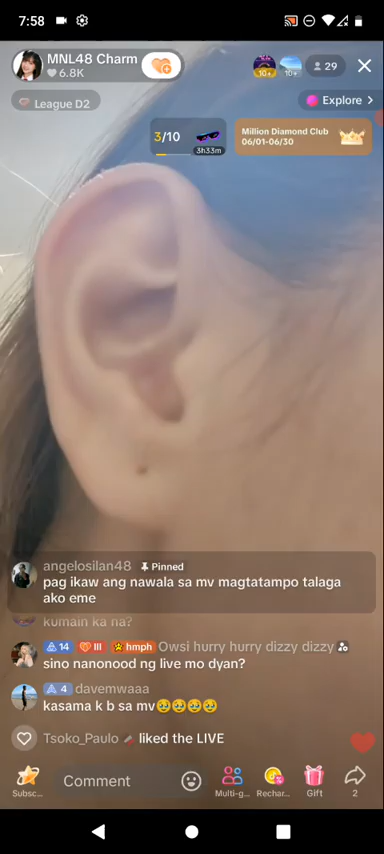 7:58
MNL48 Charm
6.8K
10+
10+
29
League D2
Explore >
3/10
3h33m
Million Diamond Club
06/01-06/30
angelosilan48 Pinned
pag ikaw ang nawala sa mv magtatampo talaga
ako eme
kumain ka na?
14 III hmph Owsi hurry hurry dizzy dizzy
sino nanonood ng live mo dyan?
4 davemwaaa
kasama k b sa mv🥹🥹🥹🥹
Tsoko_Paulo liked the LIVE
Comment
Subsc...
Multi-g...
Rechar...
Gift
2